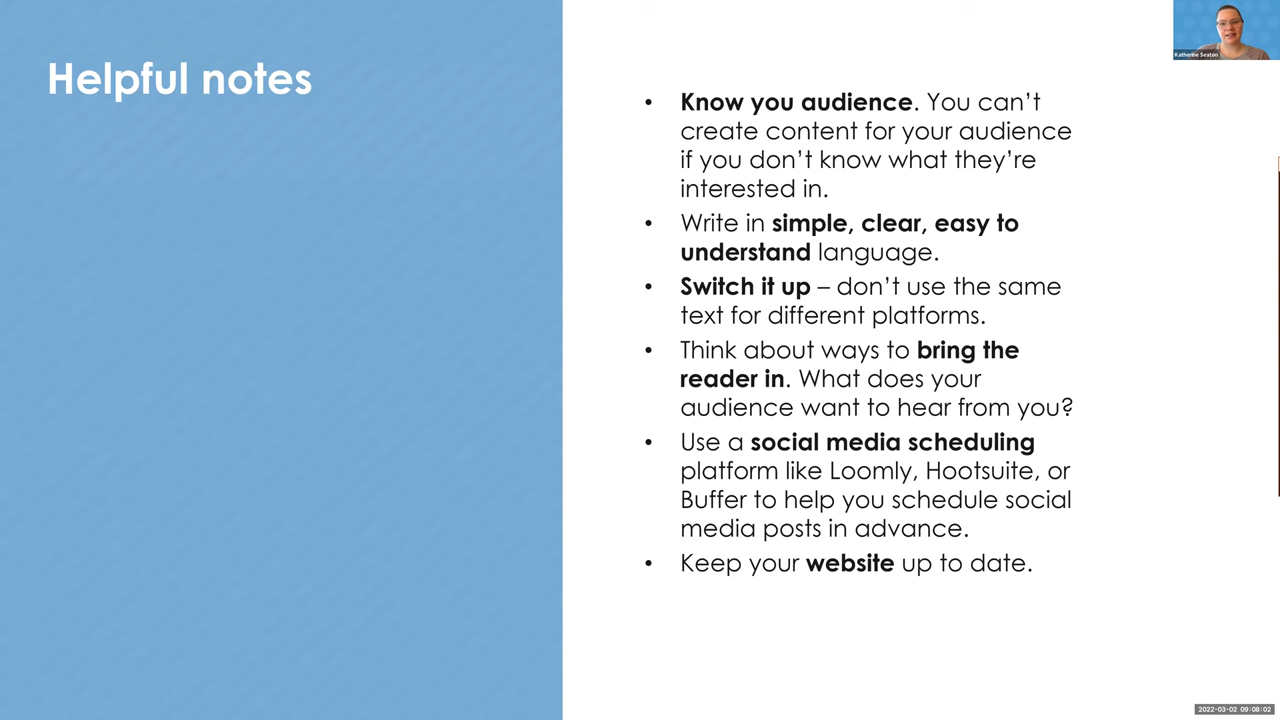 Helpful notes
Katherine Seaton
• Know you audience. You can’t
create content for your audience
if you don’t know what they’re
interested in.
• Write in simple, clear, easy to
understand language.
• Switch it up – don’t use the same
text for different platforms.
• Think about ways to bring the
reader in. What does your
audience want to hear from you?
• Use a social media scheduling
platform like Loomly, Hootsuite, or
Buffer to help you schedule social
media posts in advance.
• Keep your website up to date.
2022-03-02 09:08:02